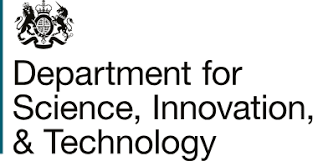 Department for
Science, Innovation,
& Technology